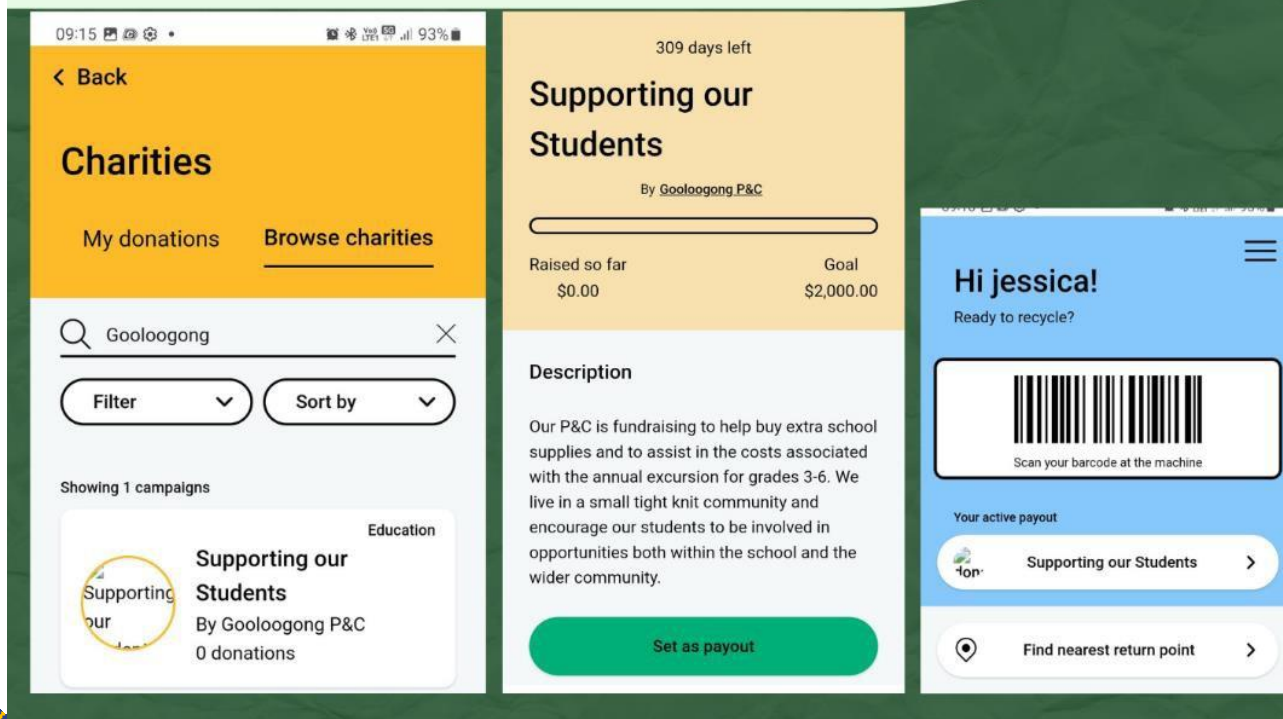 09:15
93%
Back
Charities
My donations Browse charities
Gooloogong
Filter Sort by
Showing 1 campaigns
Education
Supporting our
Students
By Gooloogong P&C
0 donations
Supporting
our
309 days left
Supporting our
Students
By Gooloogong P&C
Raised so far Goal
$0.00 $2,000.00
Description
Our P&C is fundraising to help buy extra school
supplies and to assist in the costs associated
with the annual excursion for grades 3-6. We
live in a small tight knit community and
encourage our students to be involved in
opportunities both within the school and the
wider community.
Set as payout
Hi jessica!
Ready to recycle?
Scan your barcode at the machine
Your active payout
Supporting our Students
Find nearest return point